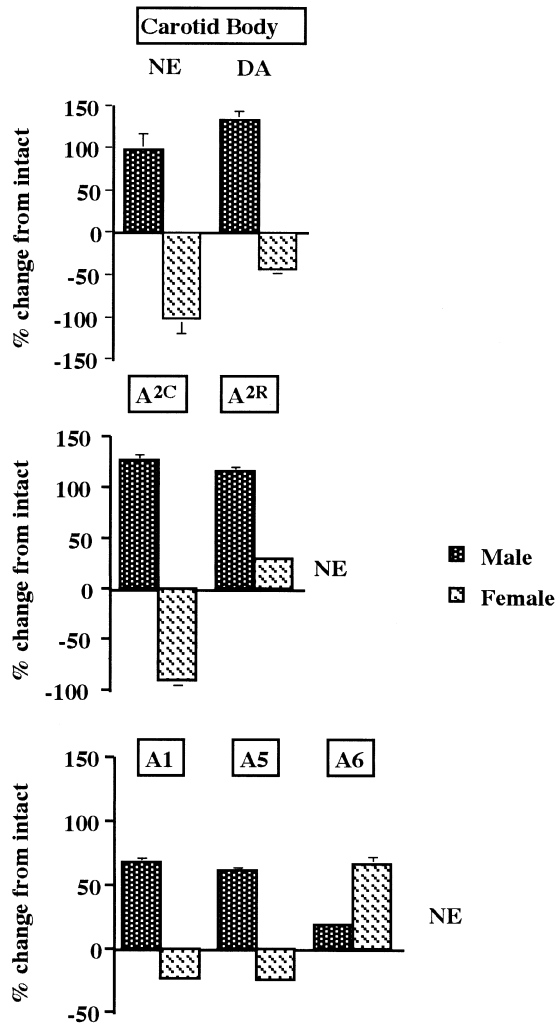 Carotid Body
NE DA
% change from intact
150
100
50
0
-50
-100
-150
A2C A2R
% change from intact
150
100
50
0
-50
-100
NE
Male
Female
A1 A5 A6
% change from intact
150
100
50
0
-50
NE